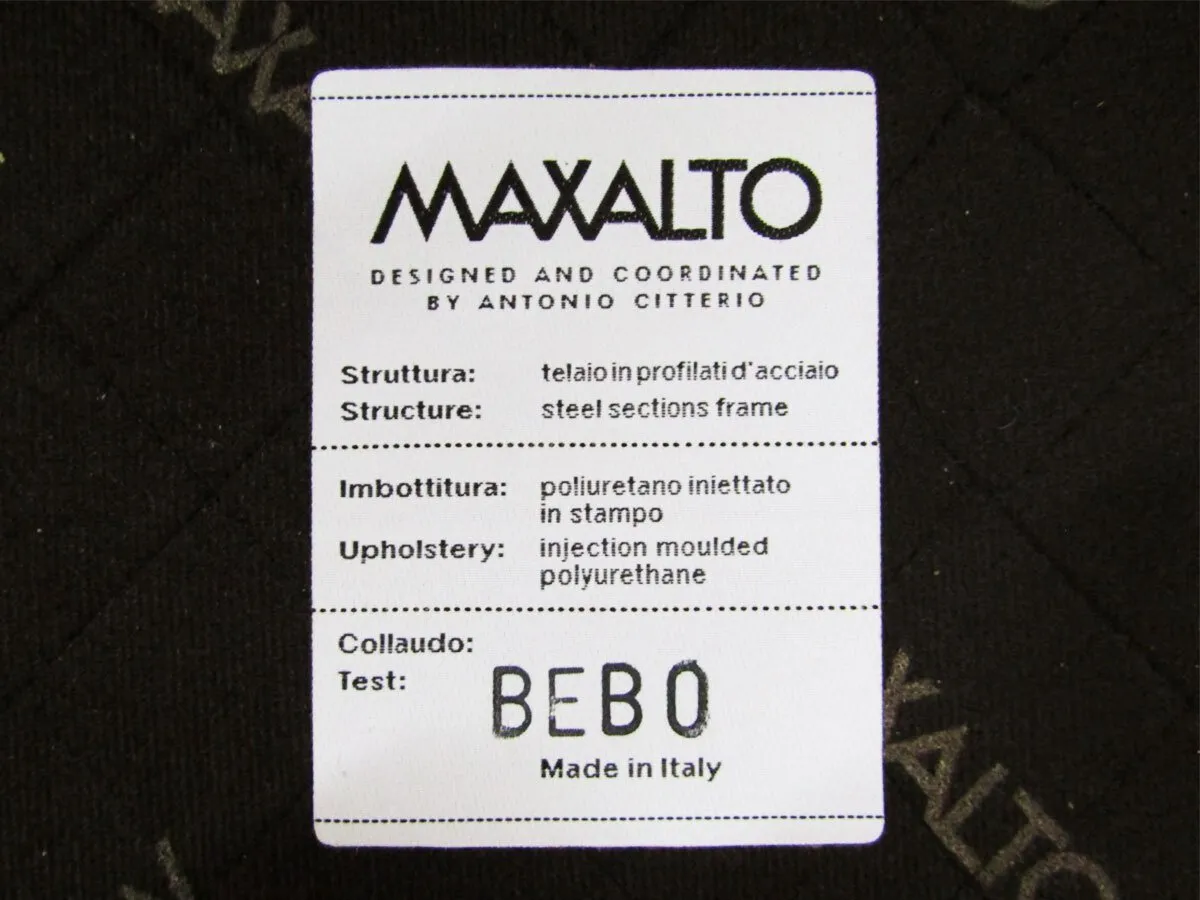 MAXALTO
DESIGNED AND COORDINATED
BY ANTONIO CITTERIO
Struttura: telaio in profilati d'acciaio
Structure: steel sections frame
Imbottitura: poliuretano iniettato
in stampo
Upholstery: injection moulded
polyurethane
Collaudo:
Test:
BEBO
Made in Italy
XALTO